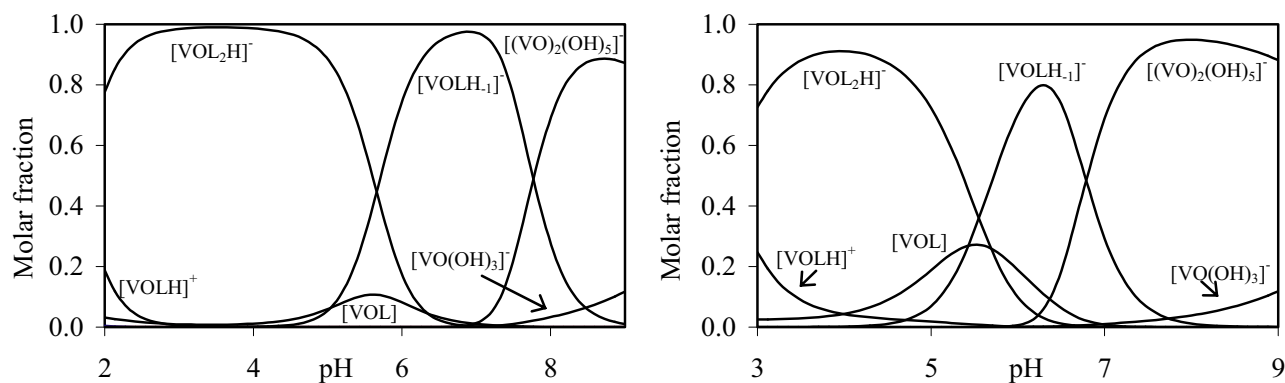 Molar fraction
1.0
0.8
0.6
0.4
0.2
0.0
[VOL₂H]⁻
[VOLH₋₁]⁻
[(VO)₂(OH)₅]⁻
[VOLH]⁺
[VOL]
[VO(OH)₃]⁻
2 4 pH 6 8
Molar fraction
1.0
0.8
0.6
0.4
0.2
0.0
[VOLH₋₁]⁻
[VOL₂H]⁻
[(VO)₂(OH)₅]⁻
[VOL]
[VOLH]⁺
[VO(OH)₃]⁻
3 5 pH 7 9